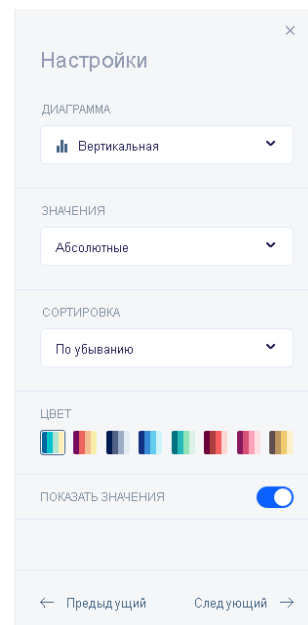 Настройки
ДИАГРАММА
Вертикальная
ЗНАЧЕНИЯ
Абсолютные
СОРТИРОВКА
По убыванию
ЦВЕТ
ПОКАЗАТЬ ЗНАЧЕНИЯ
← Предыдущий Следующий →